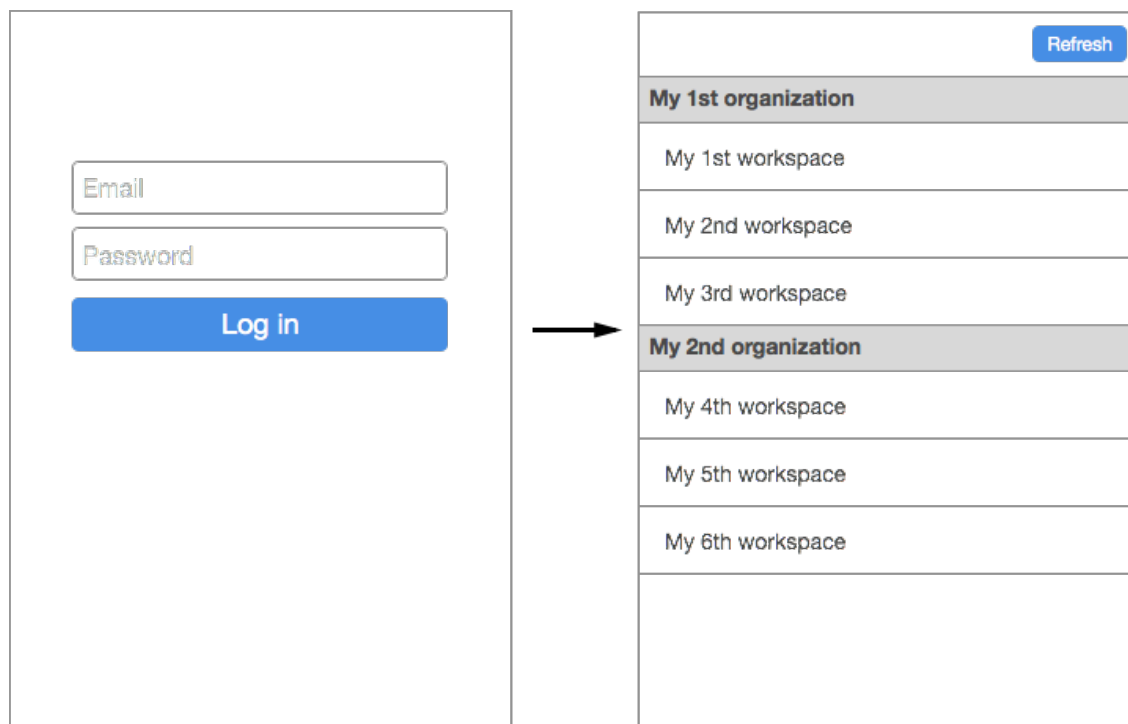 Email
Password
Log in
Refresh
My 1st organization
My 1st workspace
My 2nd workspace
My 3rd workspace
My 2nd organization
My 4th workspace
My 5th workspace
My 6th workspace